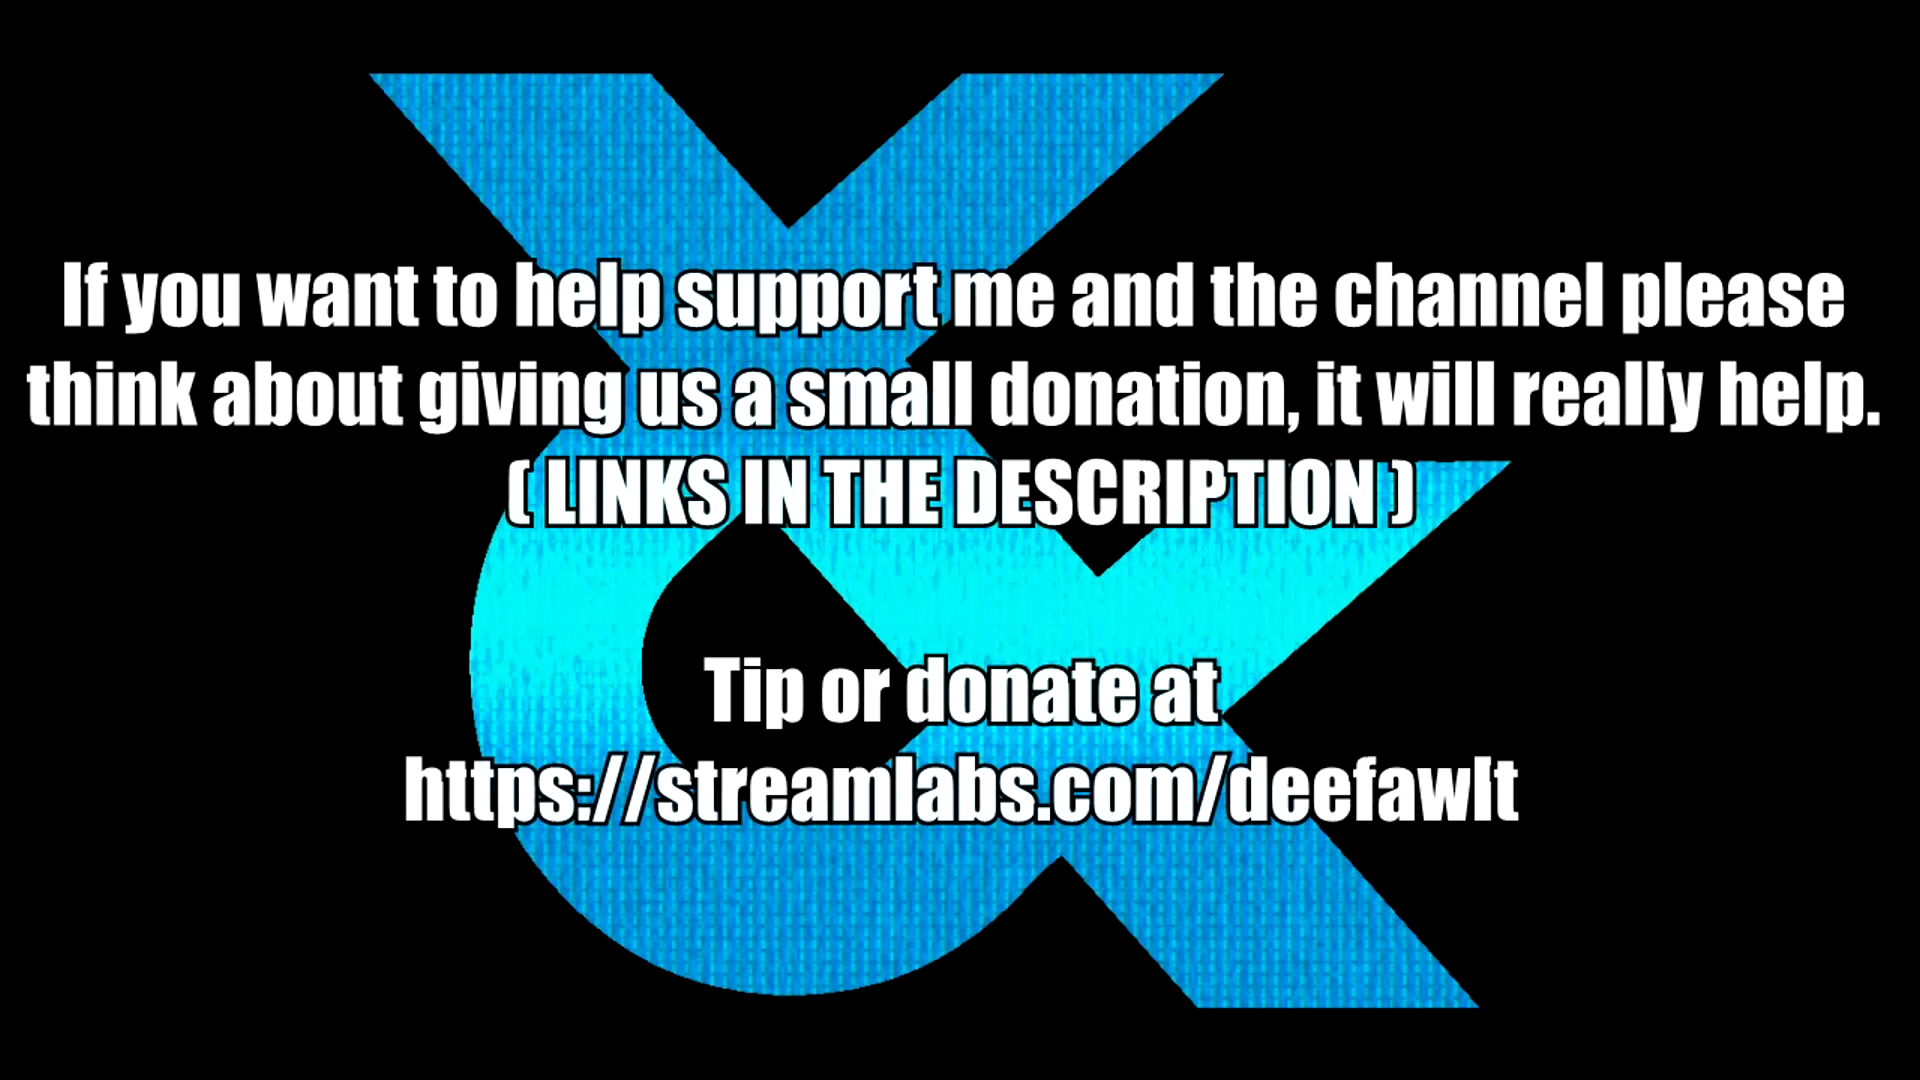 If you want to help support me and the channel please
think about giving us a small donation, it will really help.
( LINKS IN THE DESCRIPTION )
Tip or donate at
https://streamlabs.com/deefawlt